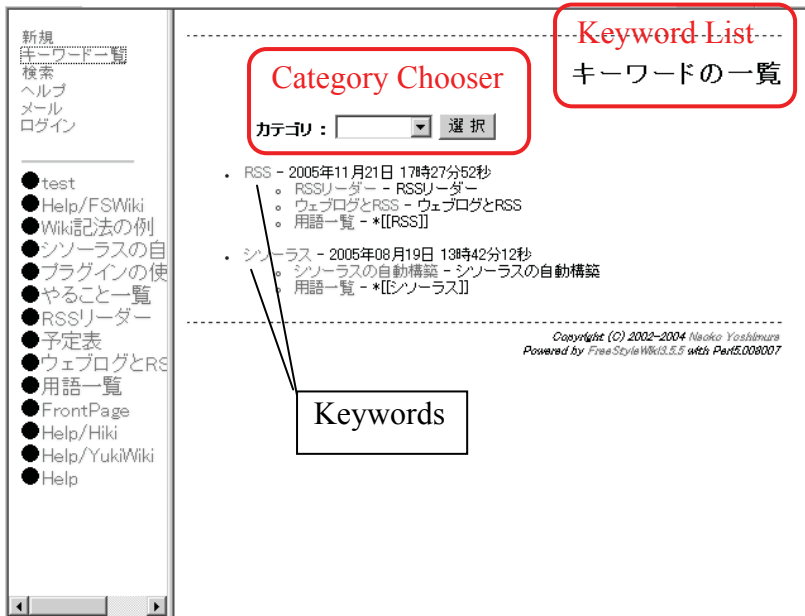 新規
キーワード一覧
検索
ヘルプ
メール
ログイン
●test
●Help/FSWiki
●Wiki記法の例
●シソーラスの自
●プラグインの使
●やること一覧
●RSSリーダー
●予定表
●ウェブログとRS
●用語一覧
●FrontPage
●Help/Hiki
●Help/YukiWiki
●Help
Keyword List
キーワードの一覧
Category Chooser
カテゴリ : 選択
• RSS - 2005年11月21日 17時27分52秒
○ RSSリーダー - RSSリーダー
○ ウェブログとRSS - ウェブログとRSS
○ 用語一覧 - *[[RSS]]
• シソーラス - 2005年08月19日 13時42分12秒
○ シソーラスの自動構築 - シソーラスの自動構築
○ 用語一覧 - *[[シソーラス]]
Copyright (C) 2002-2004 Naoko Yoshimura
Powered by FreeStyleWiki3.5.5 with Perl5.008007
Keywords